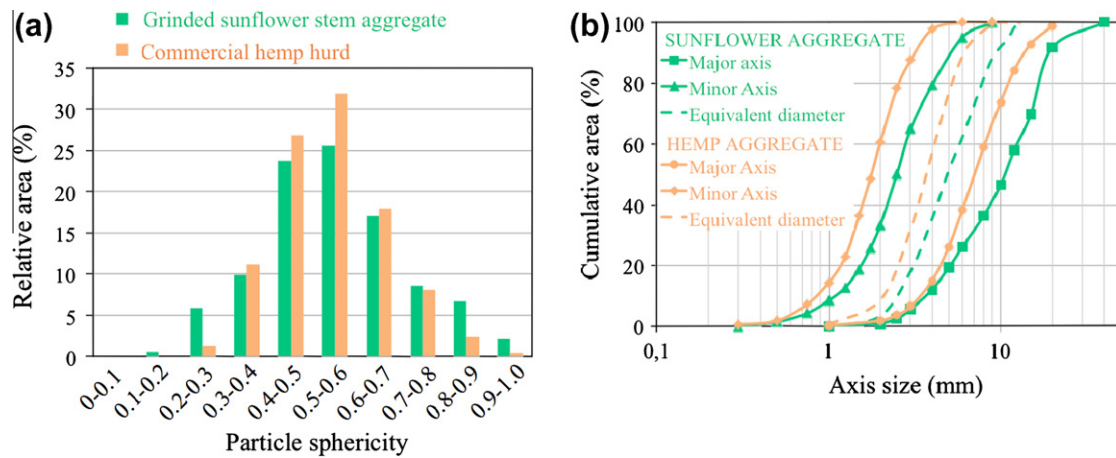 (a)
Grinded sunflower stem aggregate
Commercial hemp hurd
Relative area (%)
35
30
25
20
15
10
5
0
0-0.1
0.1-0.2
0.2-0.3
0.3-0.4
0.4-0.5
0.5-0.6
0.6-0.7
0.7-0.8
0.8-0.9
0.9-1.0
Particle sphericity
(b)
Cumulative area (%)
100
80
60
40
20
0
SUNFLOWER AGGREGATE
Major axis
Minor Axis
Equivalent diameter
HEMP AGGREGATE
Major Axis
Minor Axis
Equivalent diameter
0,1
1
10
Axis size (mm)